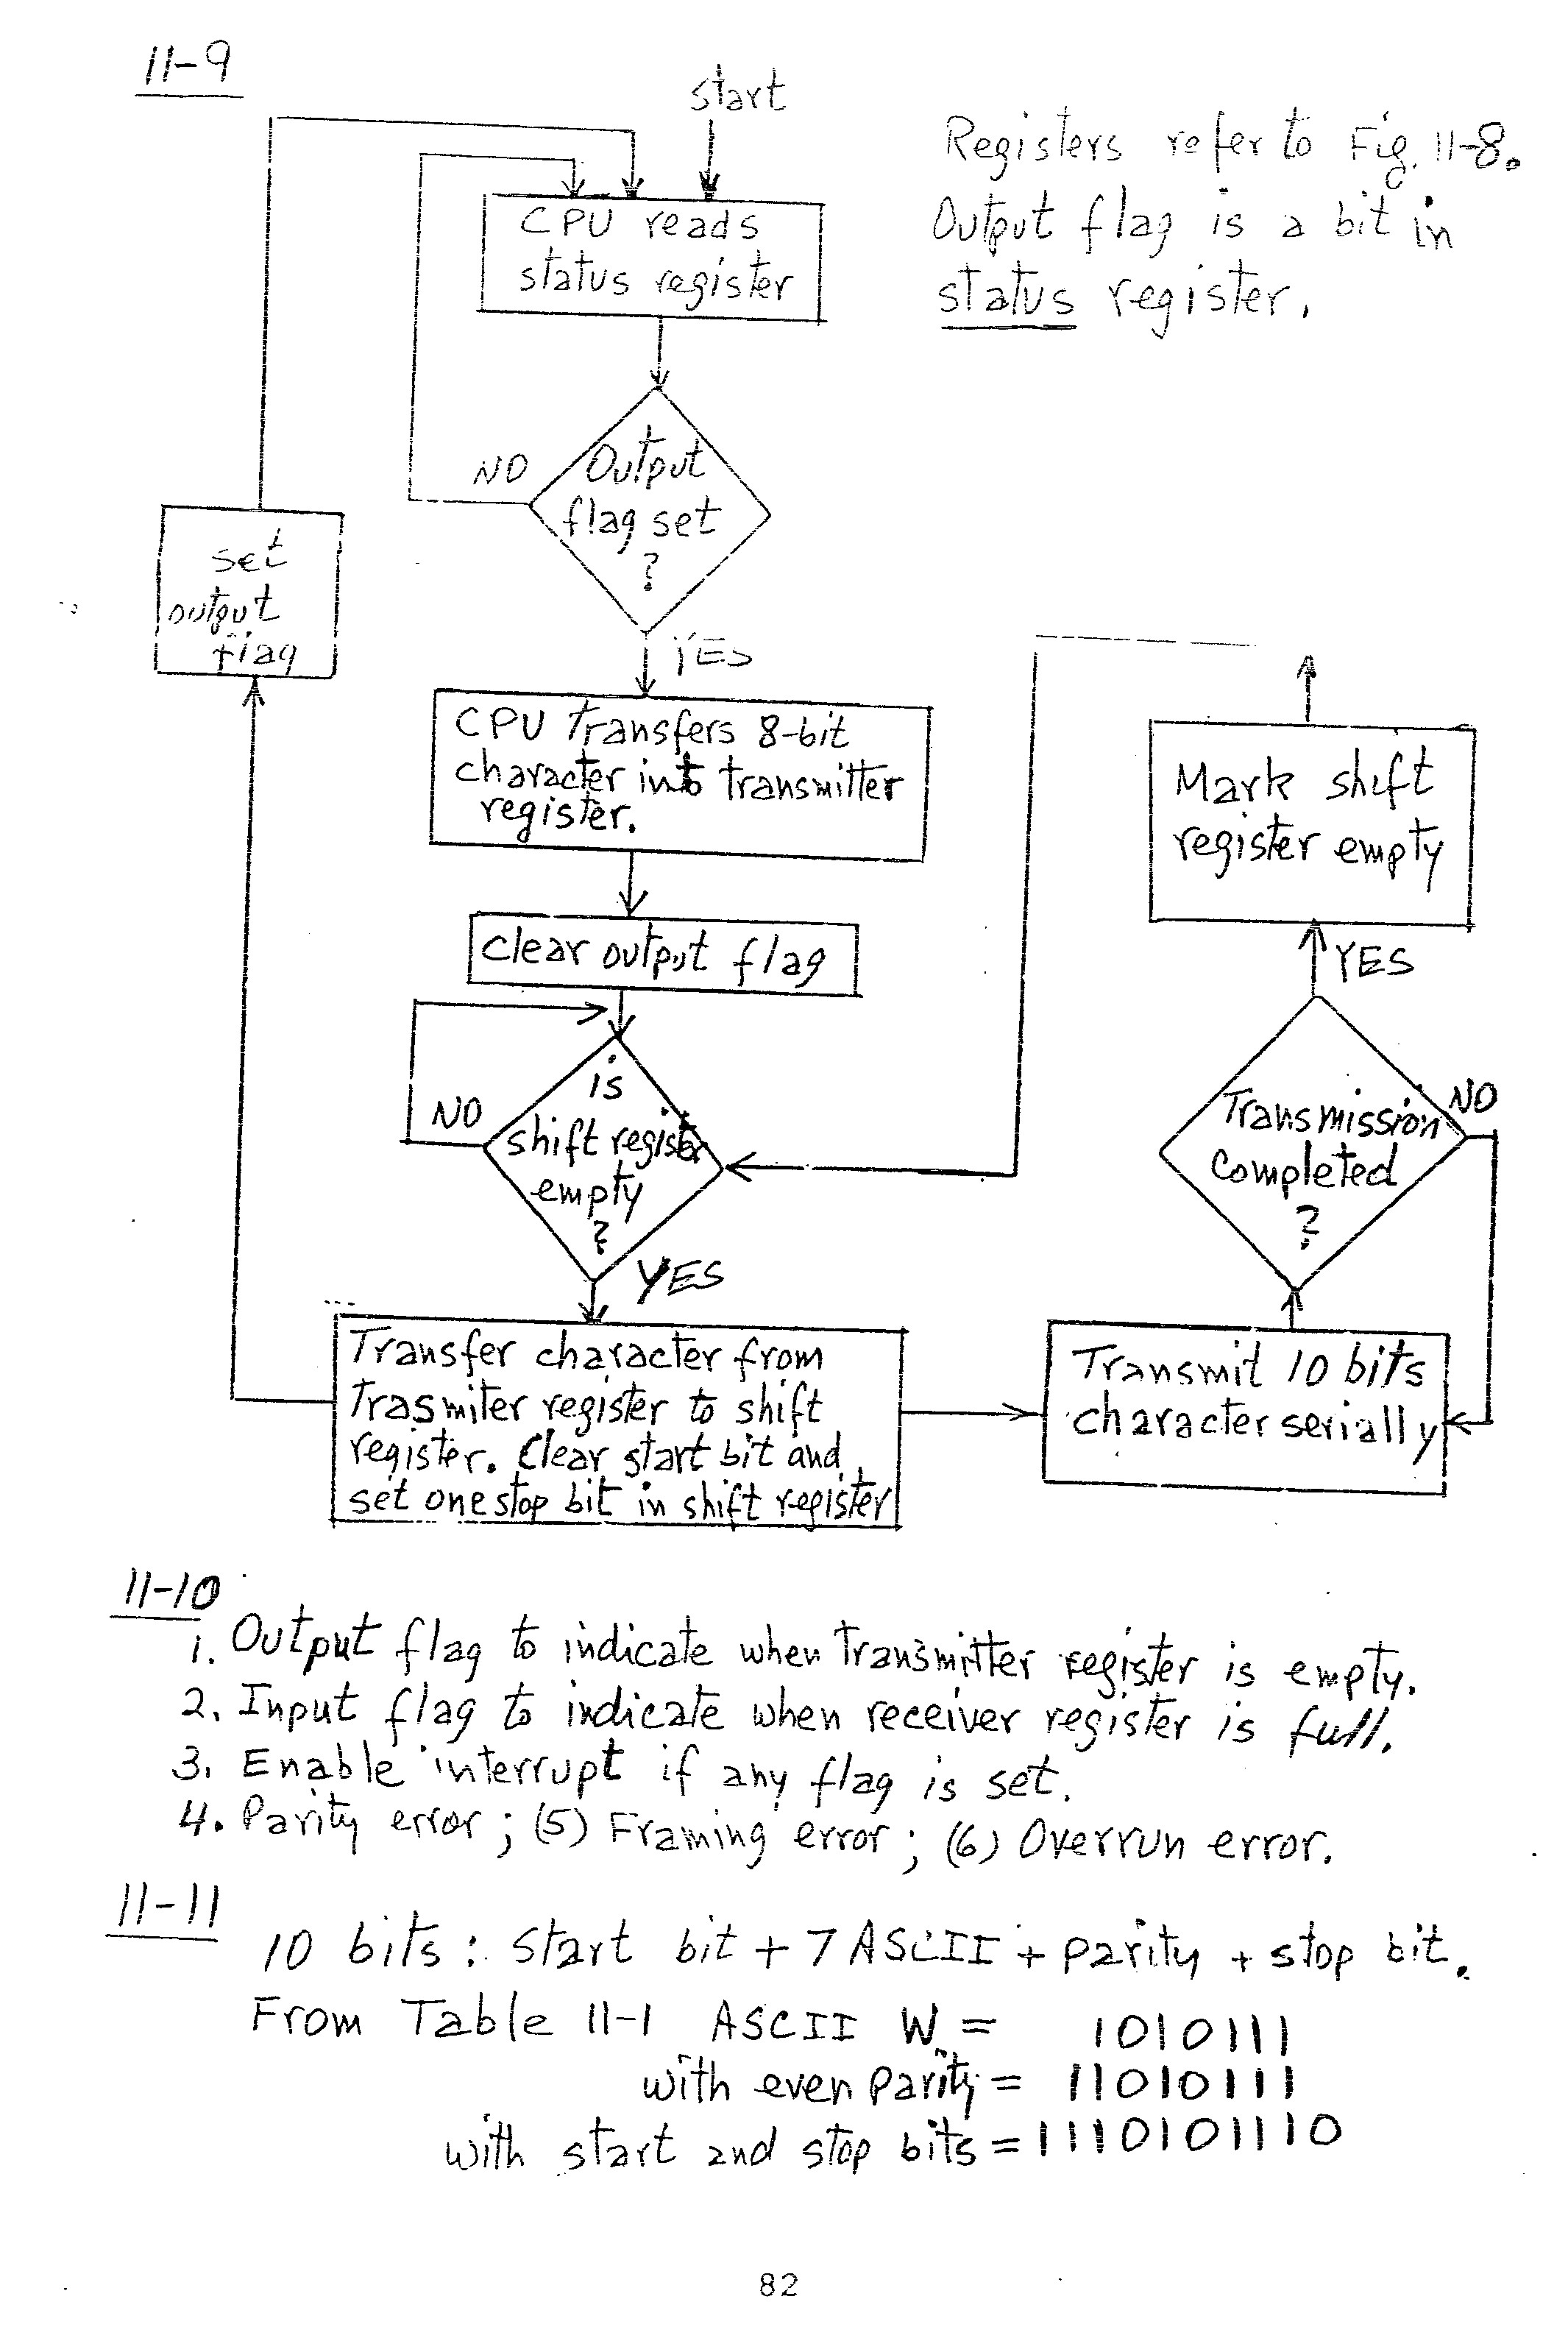 11-9
start
Registers refer to Fig. 11-8.
Output flag is a bit in
status register.
CPU reads
status register
NO
Output
flag set
?
YES
set
output
flag
CPU Transfers 8-bit
character into transmitter
register.
Clear output flag
NO
is
shift register
empty
?
YES
Transfer character from
Trasmiter register to shift
register. Clear start bit and
set one stop bit in shift register
Transmit 10 bits
character serially
Transmission
Completed
?
NO
YES
Mark shift
register empty
11-10
1. Output flag to indicate when Transmitter register is empty.
2. Input flag to indicate when receiver register is full.
3. Enable interrupt if any flag is set.
4. Parity error; (5) Framing error; (6) Overrun error.
11-11
10 bits: Start bit + 7 ASCII + parity + stop bit.
From Table 11-1 ASCII W = 1010111
with even parity = 11010111
with start and stop bits = 1110101110
82